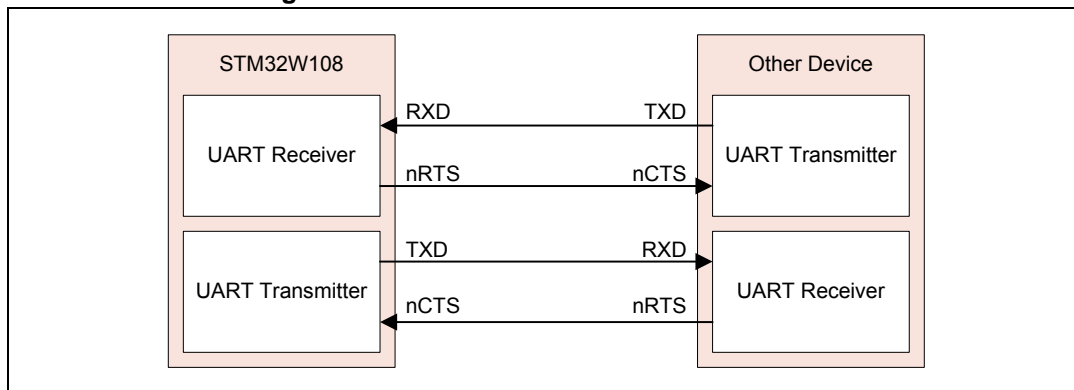 STM32W108 Other Device
RXD TXD
UART Receiver UART Transmitter
nRTS nCTS
TXD RXD
UART Transmitter UART Receiver
nCTS nRTS